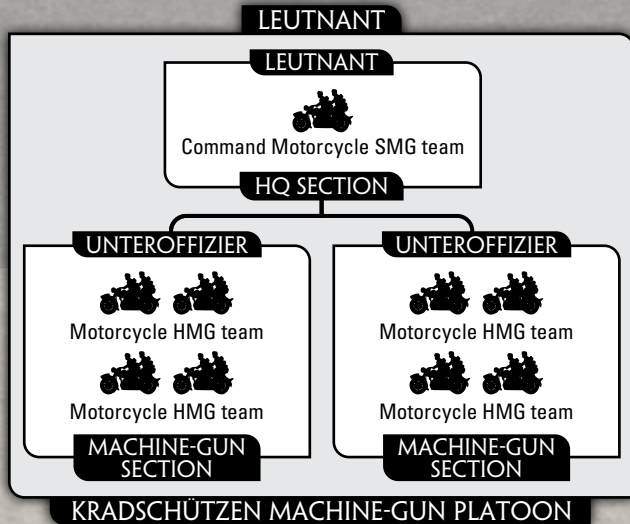 LEUTNANT
LEUTNANT
Command Motorcycle SMG team
HQ SECTION
UNTEROFFIZIER
Motorcycle HMG team
Motorcycle HMG team
MACHINE-GUN
SECTION
UNTEROFFIZIER
Motorcycle HMG team
Motorcycle HMG team
MACHINE-GUN
SECTION
KRADSCHÜTZEN MACHINE-GUN PLATOON